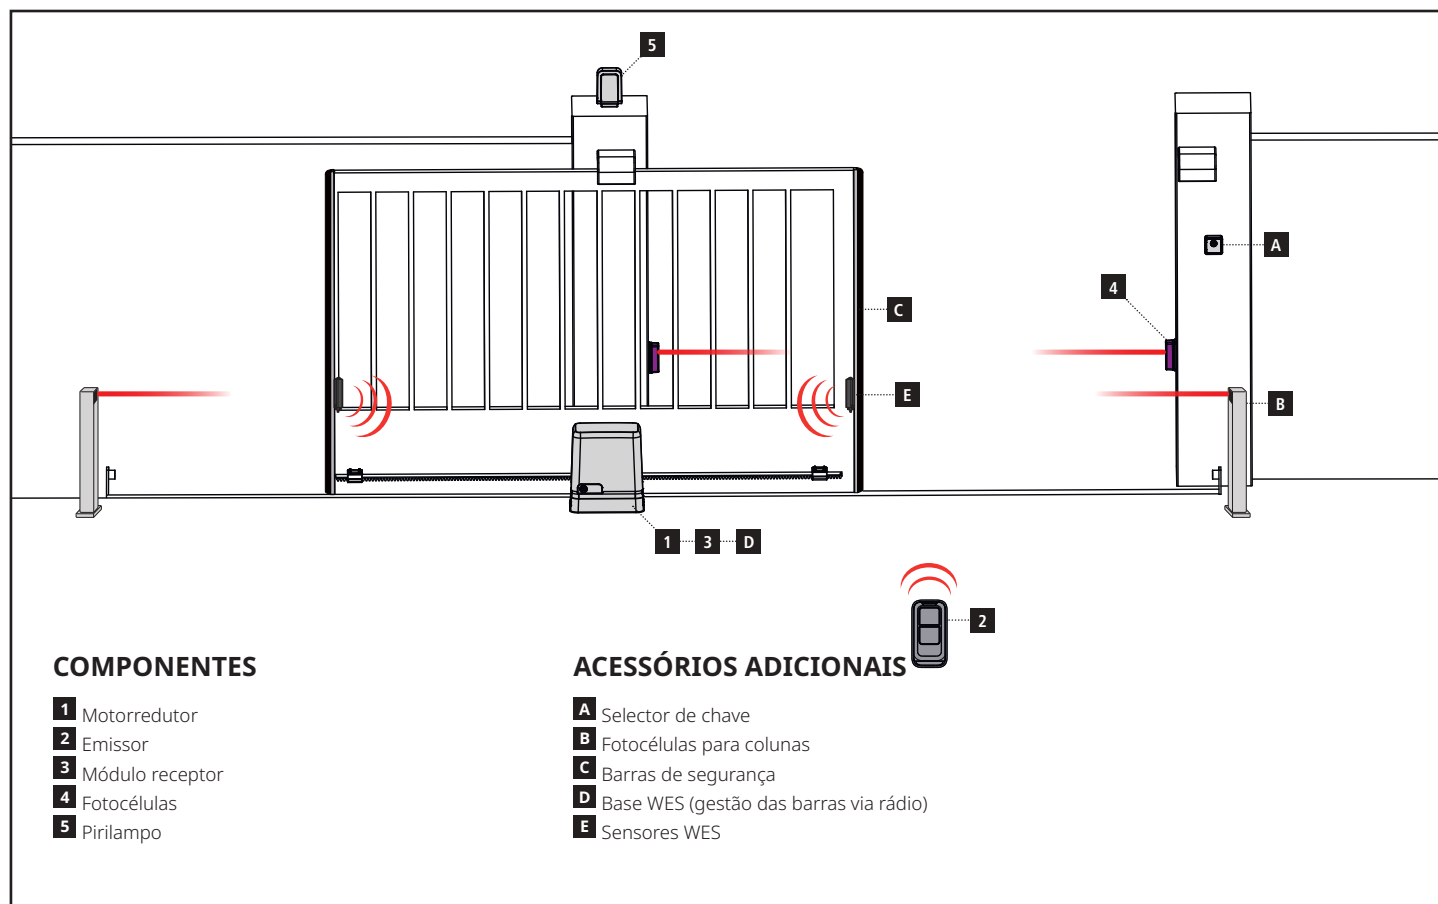 5
A
4
C
E
B
1 3 D
2
COMPONENTES
1 Motorredutor
2 Emissor
3 Módulo receptor
4 Fotocélulas
5 Pirilampo
ACESSÓRIOS ADICIONAIS
A Selector de chave
B Fotocélulas para colunas
C Barras de segurança
D Base WES (gestão das barras via rádio)
E Sensores WES